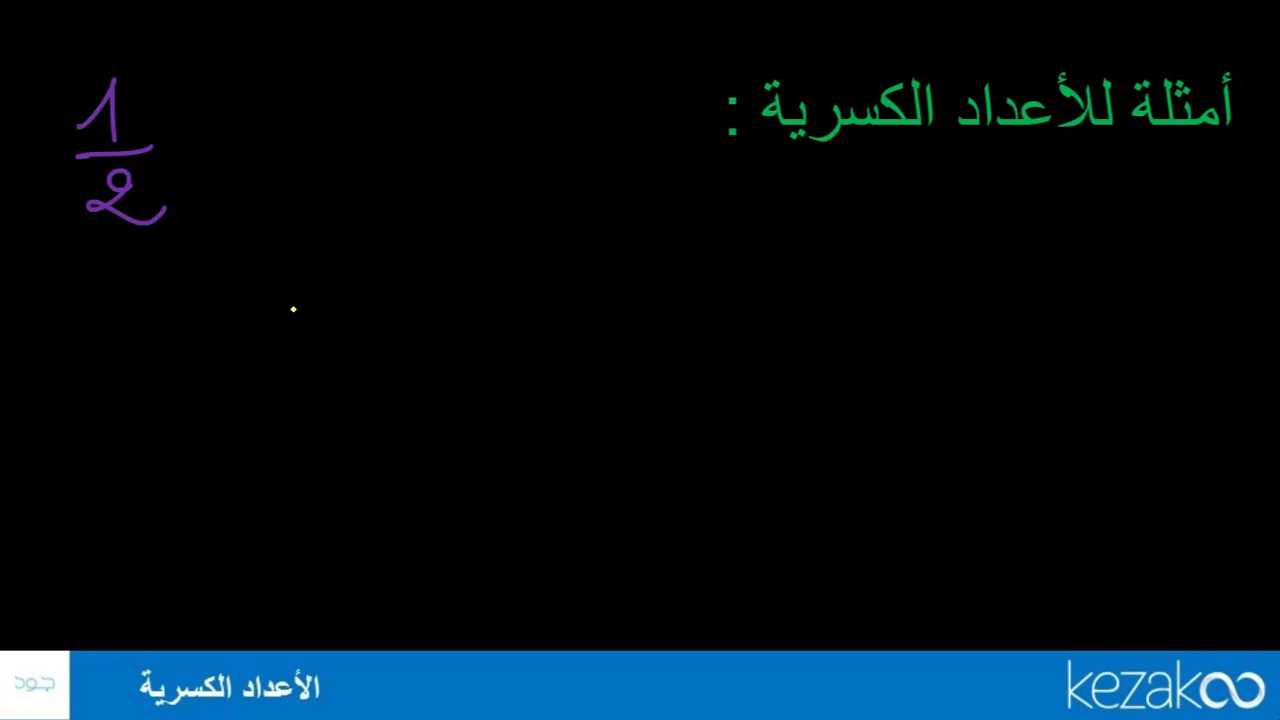 أمثلة للأعداد الكسرية :
1
2
جود
الأعداد الكسرية
kezakoo